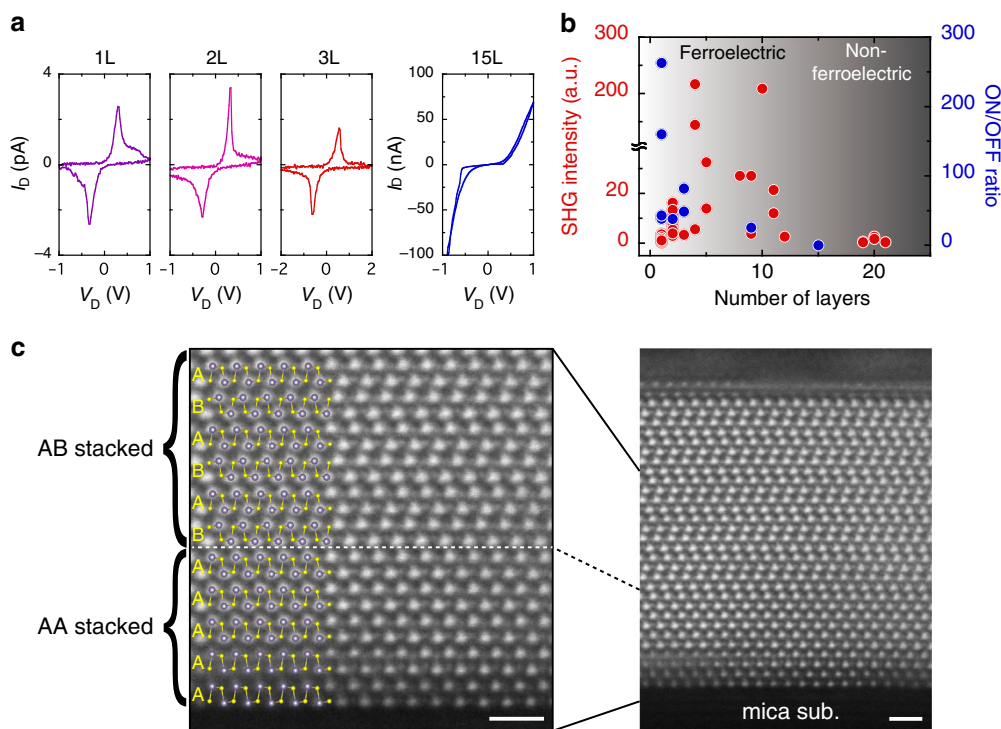 a
1L
2L
3L
15L
4
0
−4
I_D (pA)
−1 0 1
−1 0 1
−2 0 2
V_D (V)
V_D (V)
V_D (V)
100
50
0
−50
−100
I_D (nA)
−1 0 1
V_D (V)
b
300
200
20
0
SHG intensity (a.u.)
Ferroelectric
Non-
ferroelectric
300
200
100
0
ON/OFF ratio
0 10 20
Number of layers
c
AB stacked
A
B
A
B
A
B
AA stacked
A
A
A
A
A
mica sub.